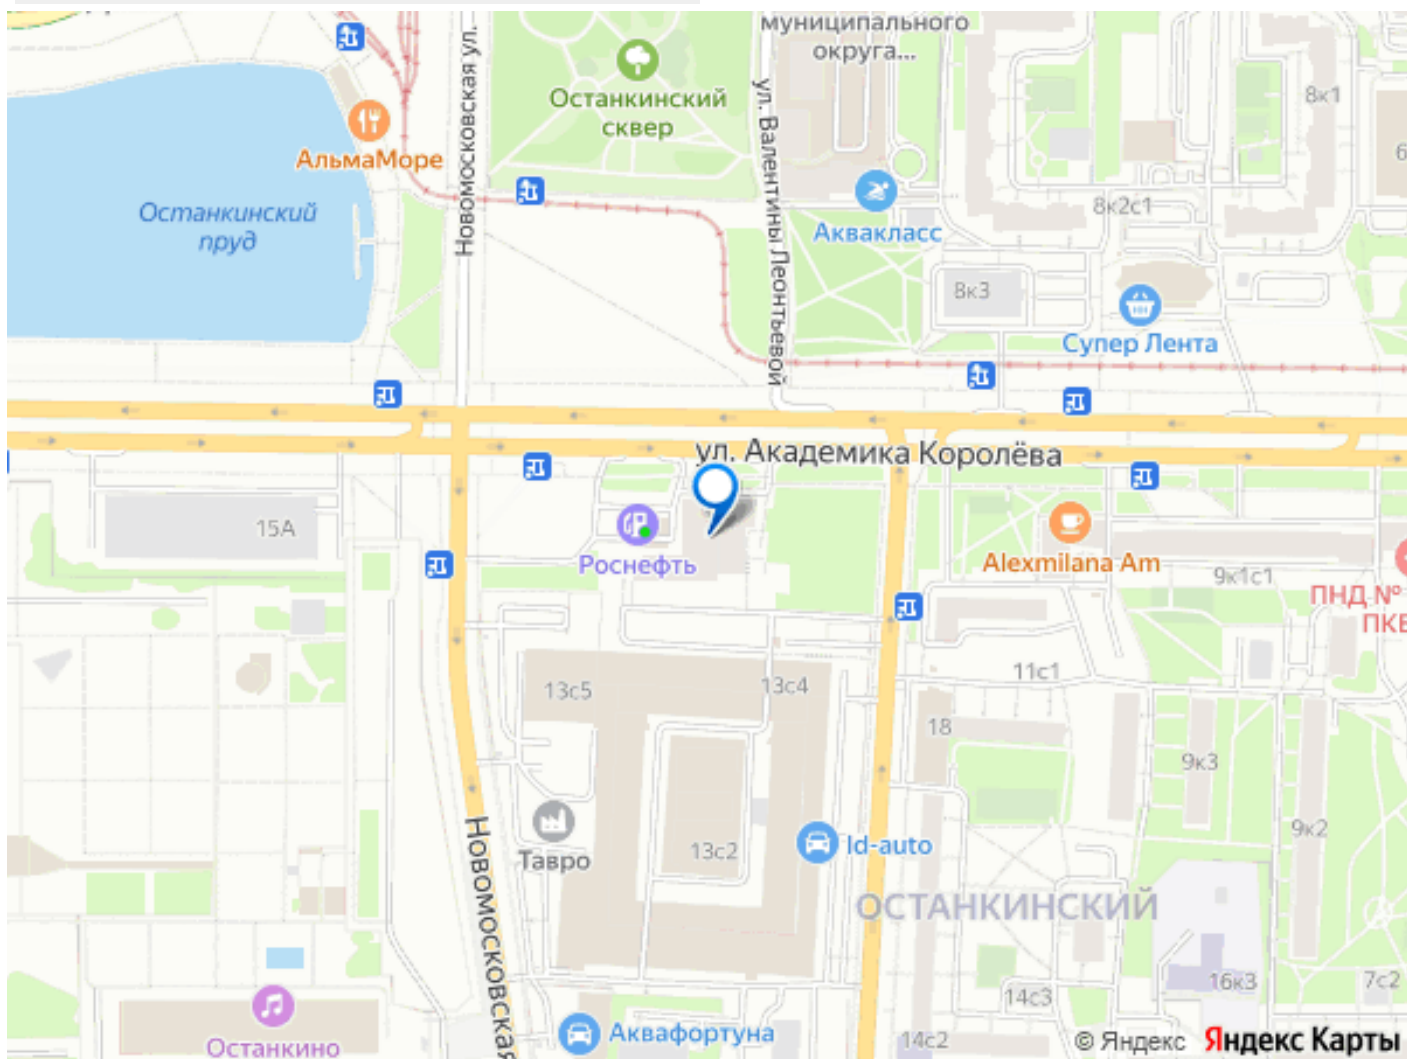 муниципального
округа...
Новомосковская ул.
Останкинский
сквер
ул. Валентины Леонтьевой
8к1
АльмаМоре
Останкинский
пруд
Аквакласс
8к2с1
8к3
Супер Лента
ул. Академика Королёва
15А
Роснефть
Alexmilana Am
9к1с1
ПНД №
11с1
13с5
13с4
18
9к3
Тавро
13с2
Id-auto
9к2
Новомосковская
ОСТАНКИНСКИЙ
16к3
7с2
14с3
Останкино
Аквафортуна
14с2
© Яндекс
Яндекс Карты